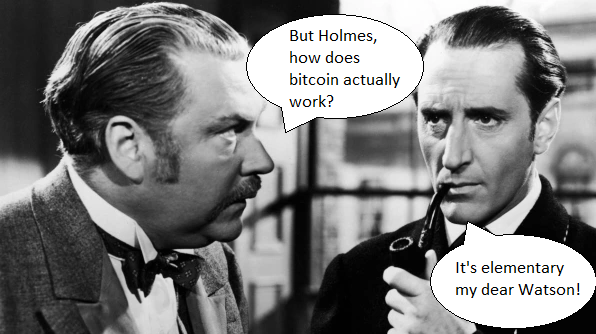 But Holmes,
how does
bitcoin actually
work?
It's elementary
my dear Watson!